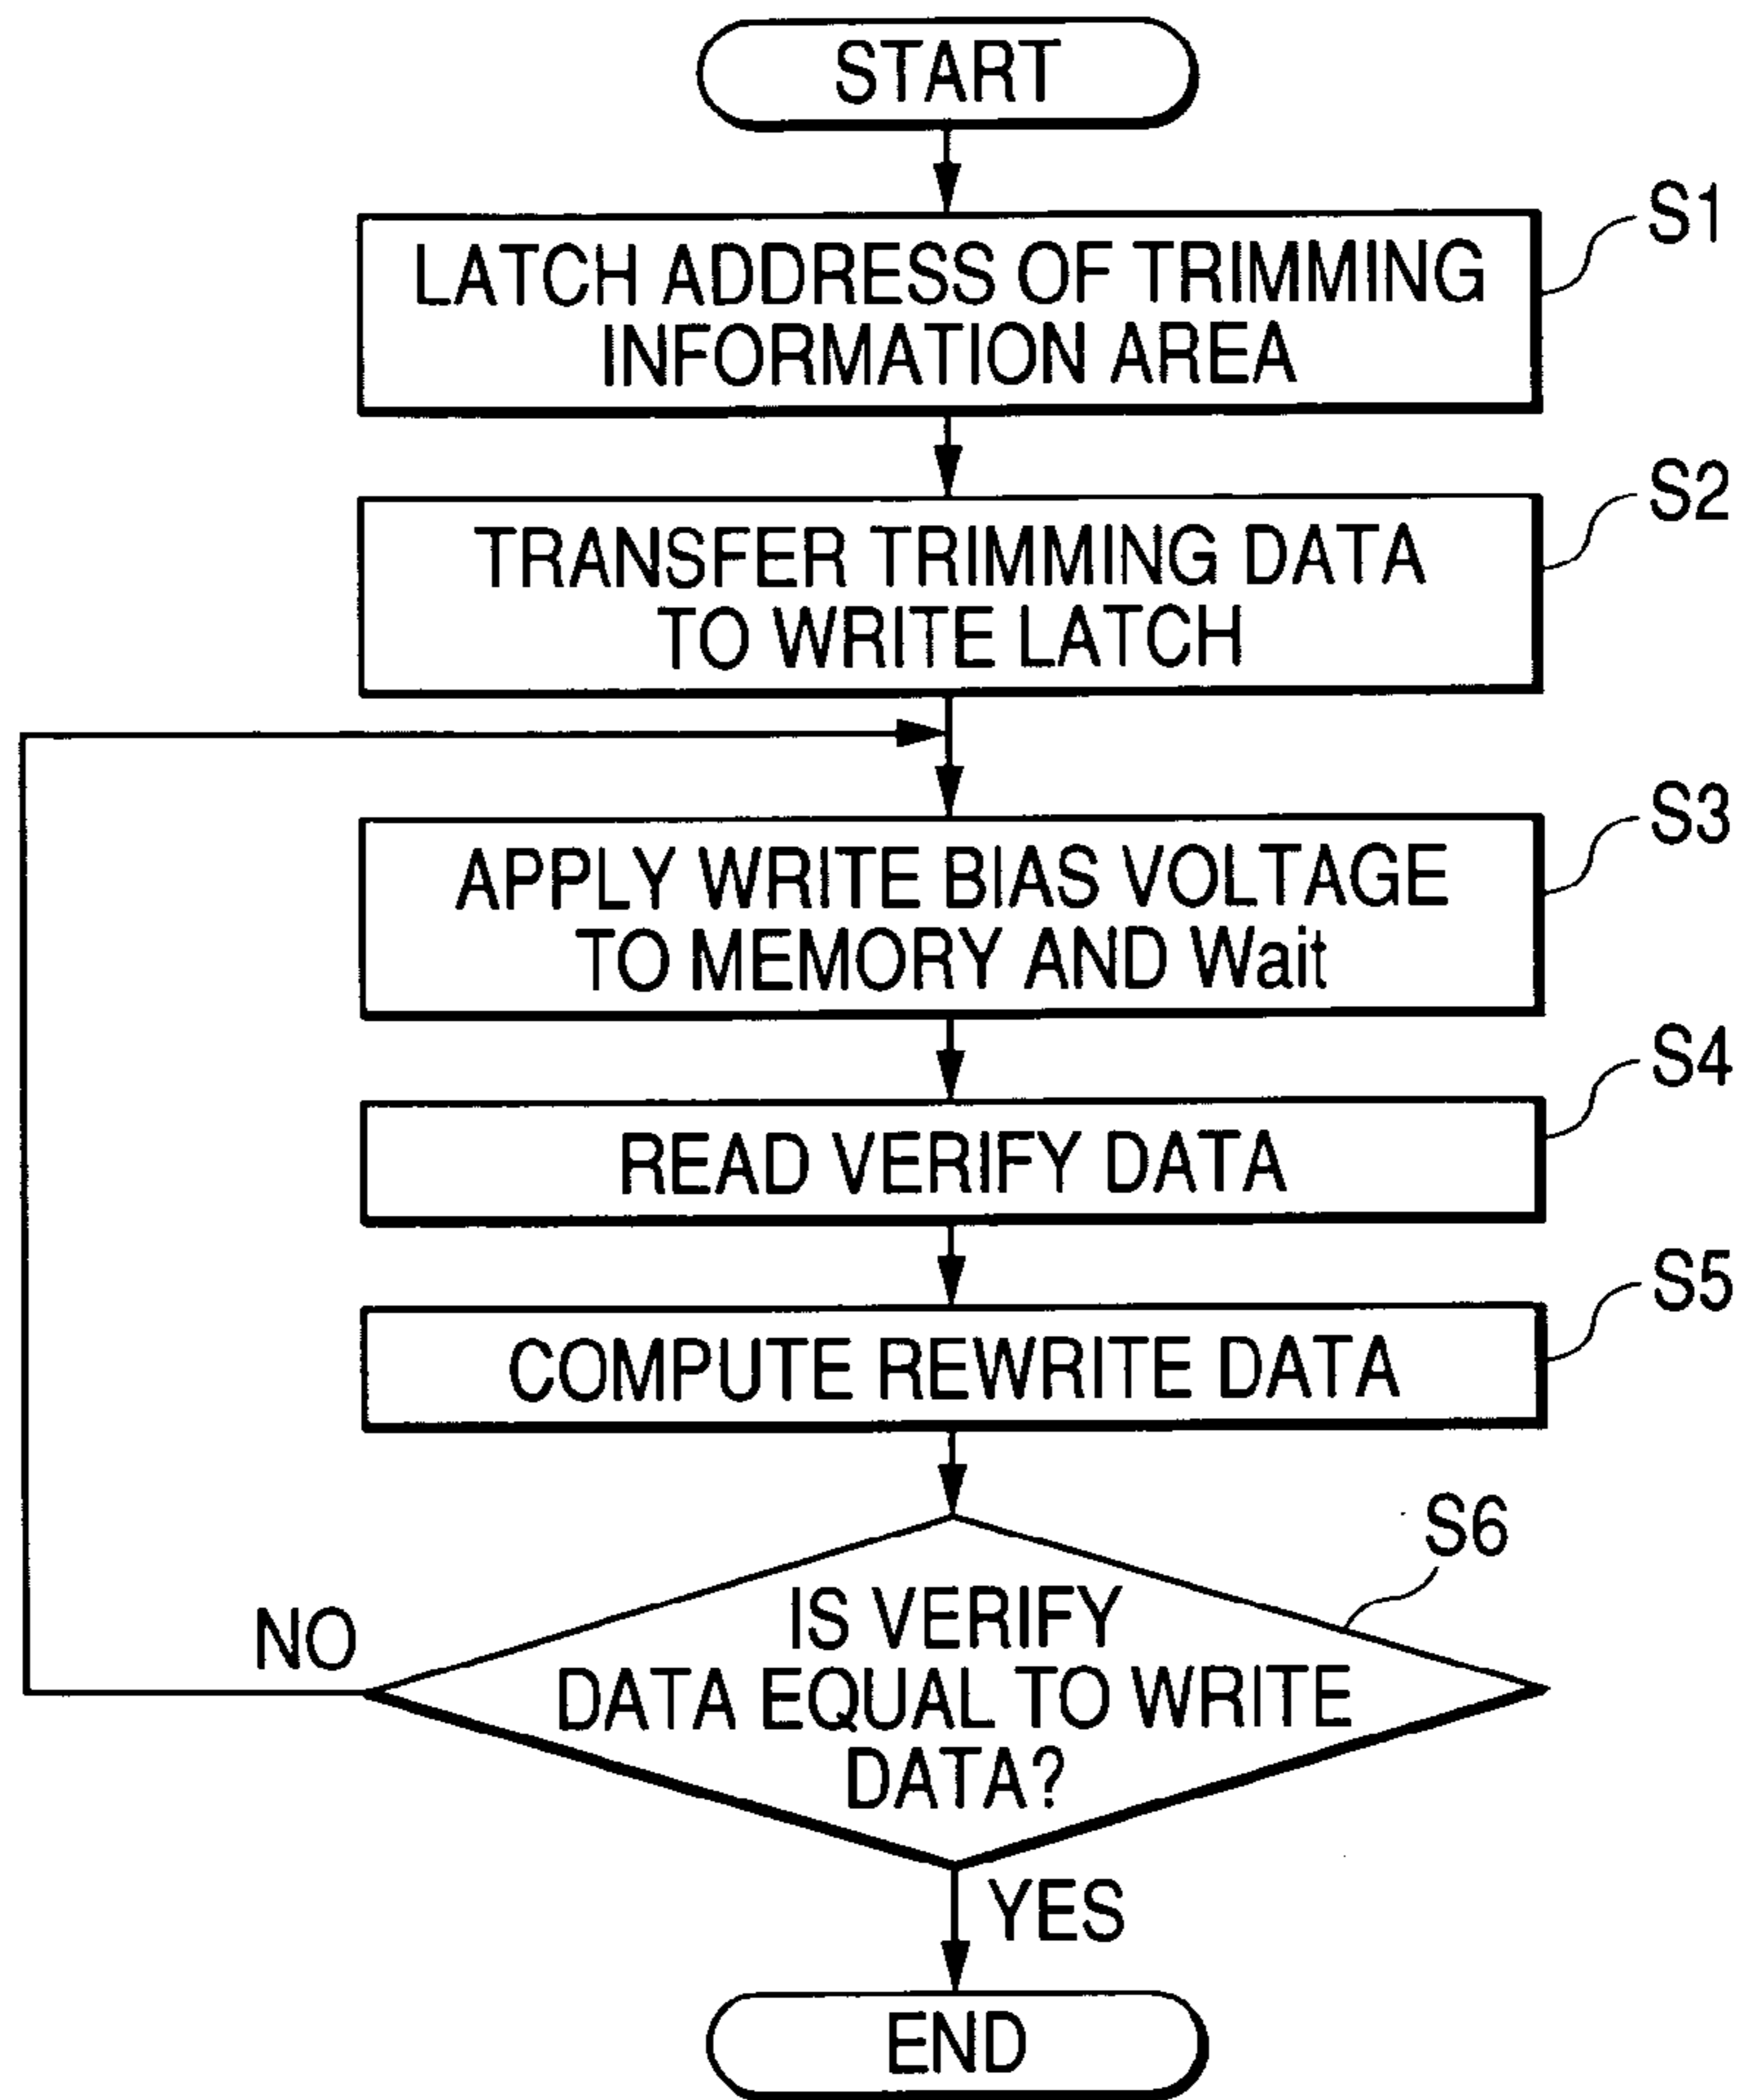 START
S1
LATCH ADDRESS OF TRIMMING
INFORMATION AREA
S2
TRANSFER TRIMMING DATA
TO WRITE LATCH
S3
APPLY WRITE BIAS VOLTAGE
TO MEMORY AND Wait
S4
READ VERIFY DATA
S5
COMPUTE REWRITE DATA
S6
IS VERIFY
DATA EQUAL TO WRITE
DATA?
NO
YES
END